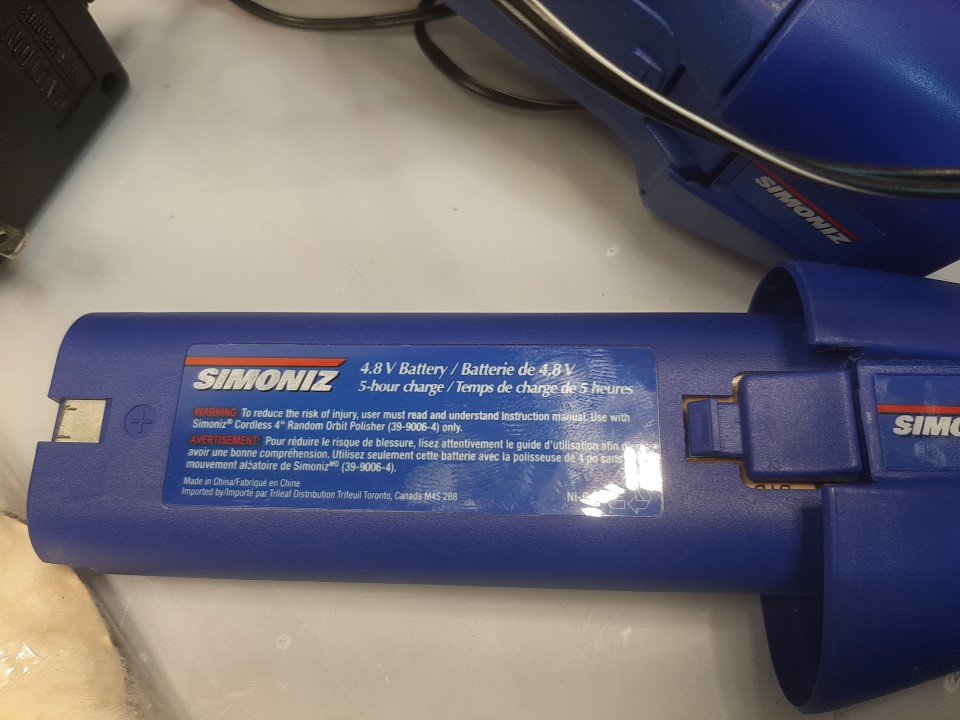 SIMONIZ
SIMONIZ
4.8 V Battery / Batterie de 4,8 V
5-hour charge / Temps de charge de 5 heures
WARNING: To reduce the risk of injury, user must read and understand Instruction manual. Use with
Simoniz® Cordless 4" Random Orbit Polisher (39-9006-4) only.
AVERTISSEMENT: Pour réduire le risque de blessure, lisez attentivement le guide d'utilisation afin
avoir une bonne compréhension. Utilisez seulement cette batterie avec la polisseuse de 4 po sans
mouvement aléatoire de Simoniz MD (39-9006-4).
Made in China/Fabriqué en Chine
Imported by/Importé par Trileaf Distribution Trifeuil Toronto, Canada M4S 2B8
Ni-
SIMO